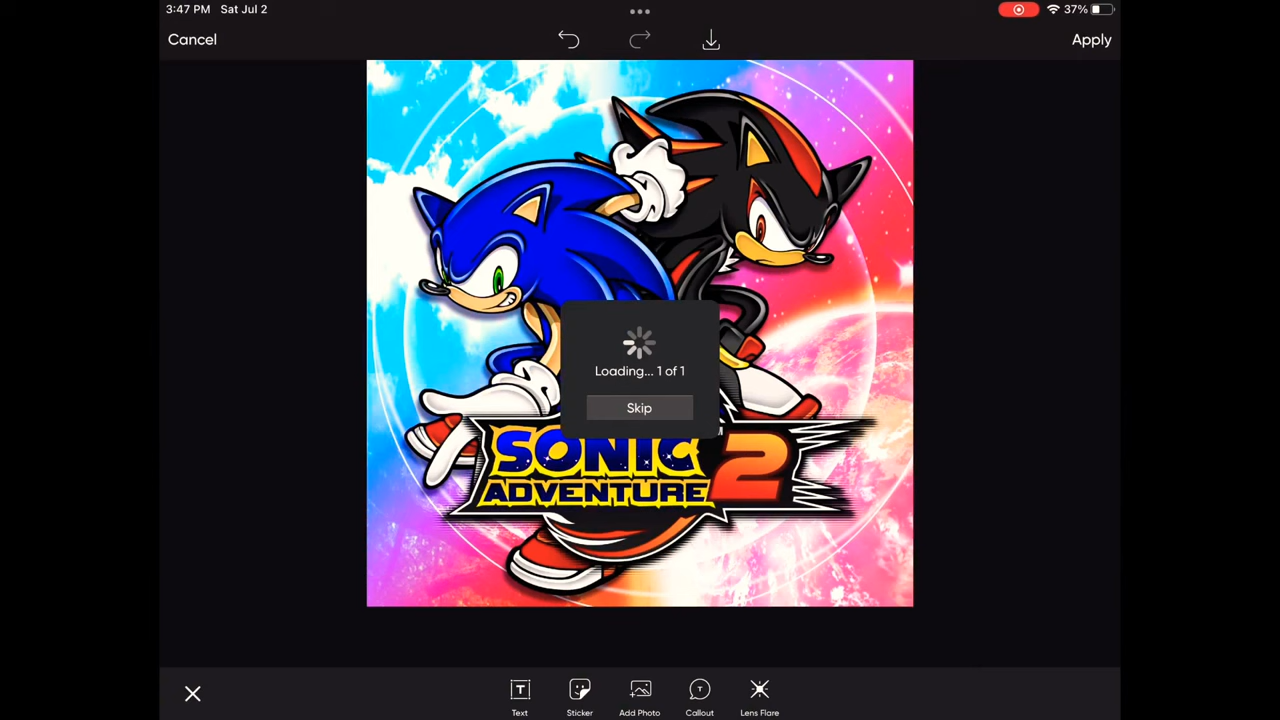 3:47 PM Sat Jul 2
37%
Cancel
Apply
Loading... 1 of 1
Skip
SONIC
ADVENTURE 2
TM
T
T
Text
Sticker
Add Photo
Callout
Lens Flare